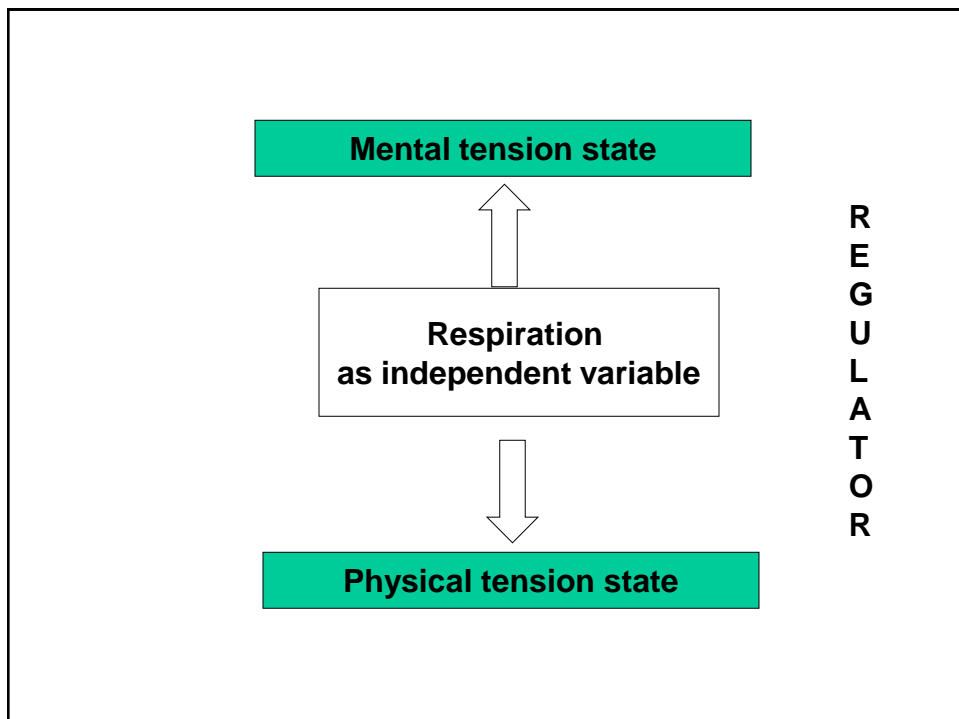 Mental tension state
Respiration
as independent variable
Physical tension state
R
E
G
U
L
A
T
O
R